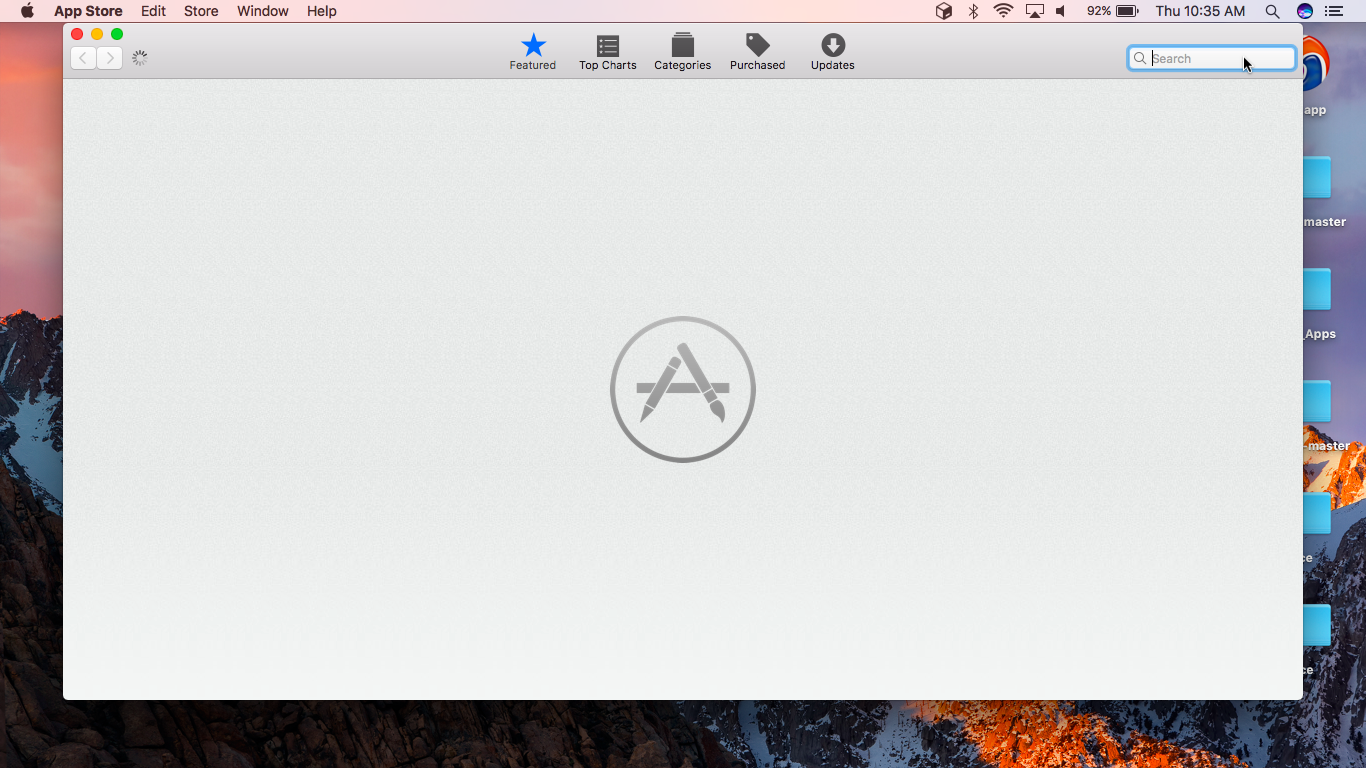 App Store Edit Store Window Help 92% Thu 10:35 AM
Featured Top Charts Categories Purchased Updates
Search
app
master
_Apps
-master
ce
ce